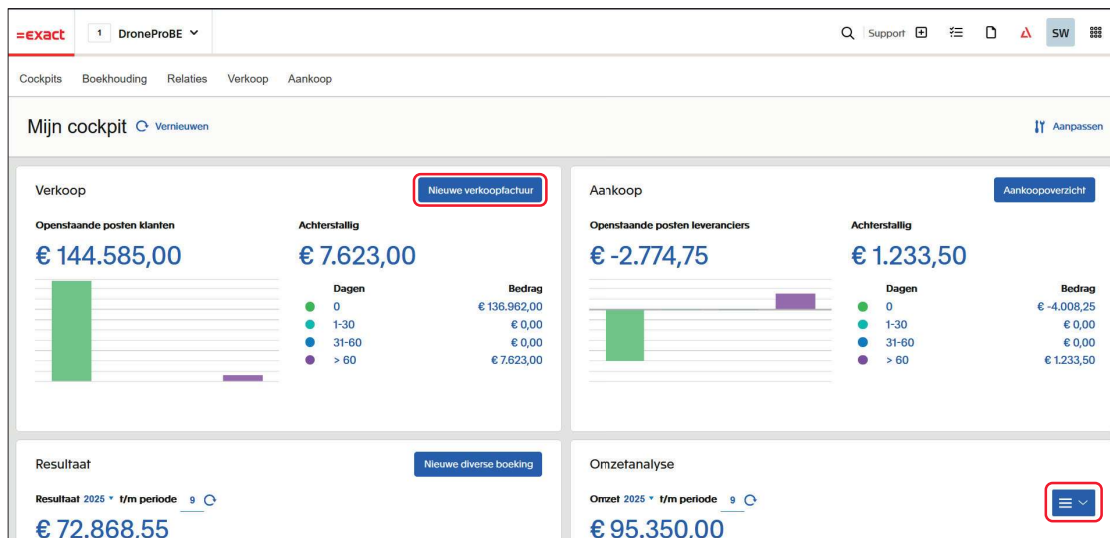 =exact 1 DroneProBE Support SW
Cockpits Boekhouding Relaties Verkoop Aankoop
Mijn cockpit Vernieuwen Aanpassen
Verkoop Nieuwe verkoopfactuur
Openstaande posten klanten Achterstallig
€ 144.585,00 € 7.623,00
Dagen Bedrag
0 € 136.962,00
1-30 € 0,00
31-60 € 0,00
> 60 € 7.623,00
Aankoop Aankoopoverzicht
Openstaande posten leveranciers Achterstallig
€ -2.774,75 € 1.233,50
Dagen Bedrag
0 € -4.008,25
1-30 € 0,00
31-60 € 0,00
> 60 € 1.233,50
Resultaat Nieuwe diverse boeking
Resultaat 2025 t/m periode 9
€ 72.868,55
Omzetanalyse
Omzet 2025 t/m periode 9
€ 95.350,00